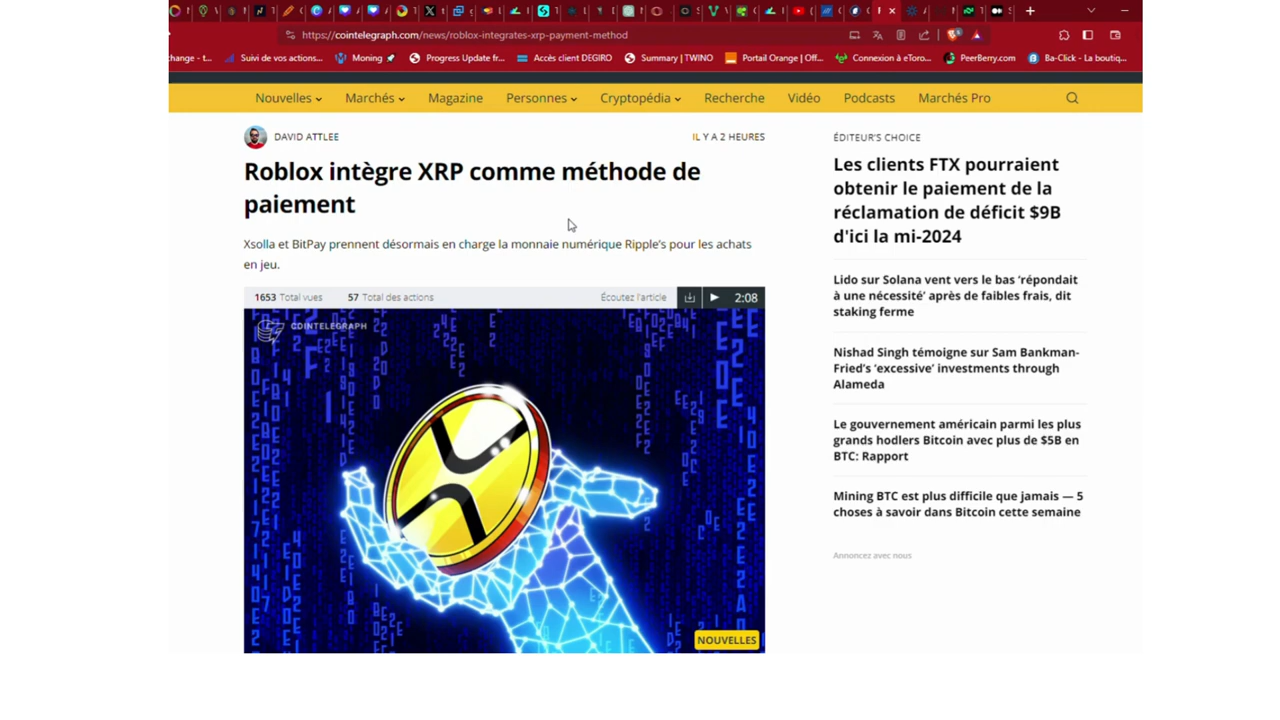 https://cointelegraph.com/news/roblox-integrates-xrp-payment-method
change - t... Suivi de vos actions... Moning Progress Update fr... Accès client DEGIRO Summary | TWINO Portail Orange | Off... Connexion à eToro... PeerBerry.com Ba-Click - La boutiq...
Nouvelles Marchés Magazine Personnes Cryptopédia Recherche Vidéo Podcasts Marchés Pro
DAVID ATTLEE
IL Y A 2 HEURES
Roblox intègre XRP comme méthode de
paiement
Xsolla et BitPay prennent désormais en charge la monnaie numérique Ripple’s pour les achats
en jeu.
1653 Total vues 57 Total des actions Écoutez l'article 2:08
COINTELEGRAPH
NOUVELLES
ÉDITEUR'S CHOICE
Les clients FTX pourraient
obtenir le paiement de la
réclamation de déficit $9B
d'ici la mi-2024
Lido sur Solana vent vers le bas ‘répondait
à une nécessité’ après de faibles frais, dit
staking ferme
Nishad Singh témoigne sur Sam Bankman-
Fried’s ‘excessive’ investments through
Alameda
Le gouvernement américain parmi les plus
grands hodlers Bitcoin avec plus de $5B en
BTC: Rapport
Mining BTC est plus difficile que jamais — 5
choses à savoir dans Bitcoin cette semaine
Annoncez avec nous